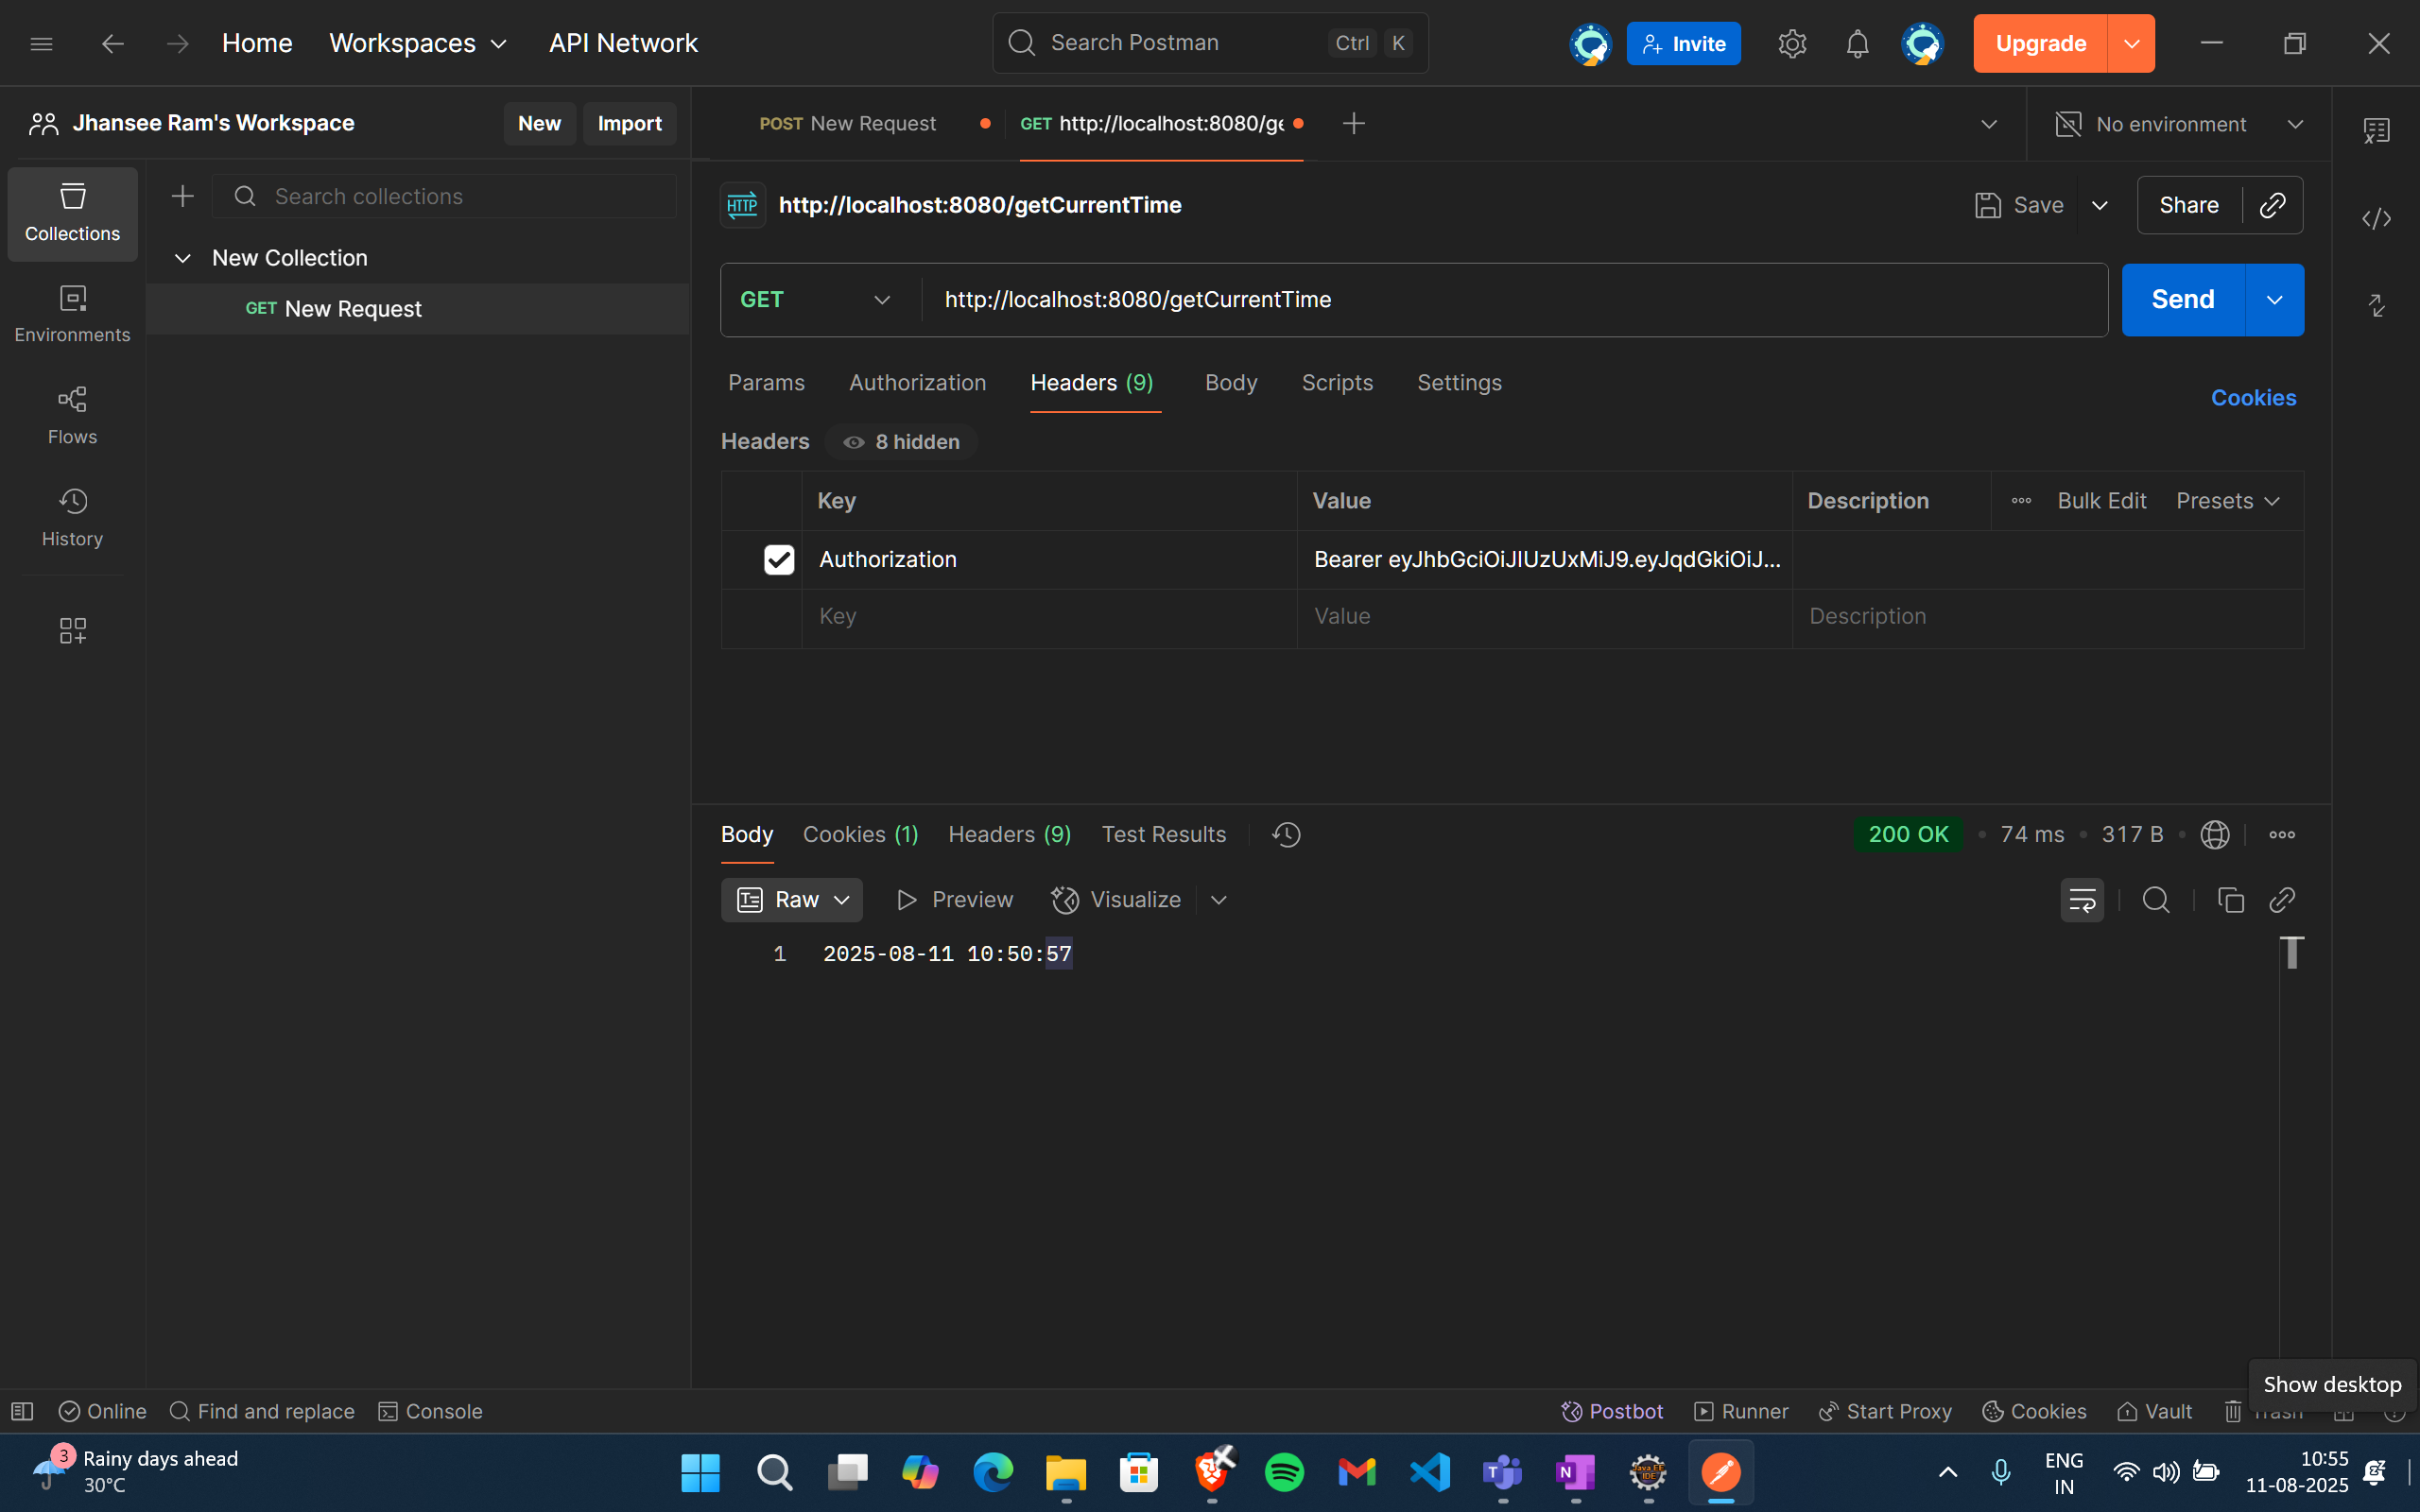 Home Workspaces API Network Search Postman Ctrl K Invite Upgrade
Jhansee Ram's Workspace New Import
POST New Request GET http://localhost:8080/ge No environment
Collections
Environments
Flows
History
Search collections
New Collection
GET New Request
HTTP http://localhost:8080/getCurrentTime Save Share
GET http://localhost:8080/getCurrentTime Send
Params Authorization Headers (9) Body Scripts Settings Cookies
Headers 8 hidden
Key Value Description Bulk Edit Presets
Authorization Bearer eyJhbGciOiJIUzUxMiJ9.eyJqdGkiOiJ...
Key Value Description
Body Cookies (1) Headers (9) Test Results 200 OK • 74 ms • 317 B
Raw Preview Visualize
1 2025-08-11 10:50:57
Show desktop
Online Find and replace Console Postbot Runner Start Proxy Cookies Vault Trash
3 Rainy days ahead
30°C
ENG
IN
10:55
11-08-2025